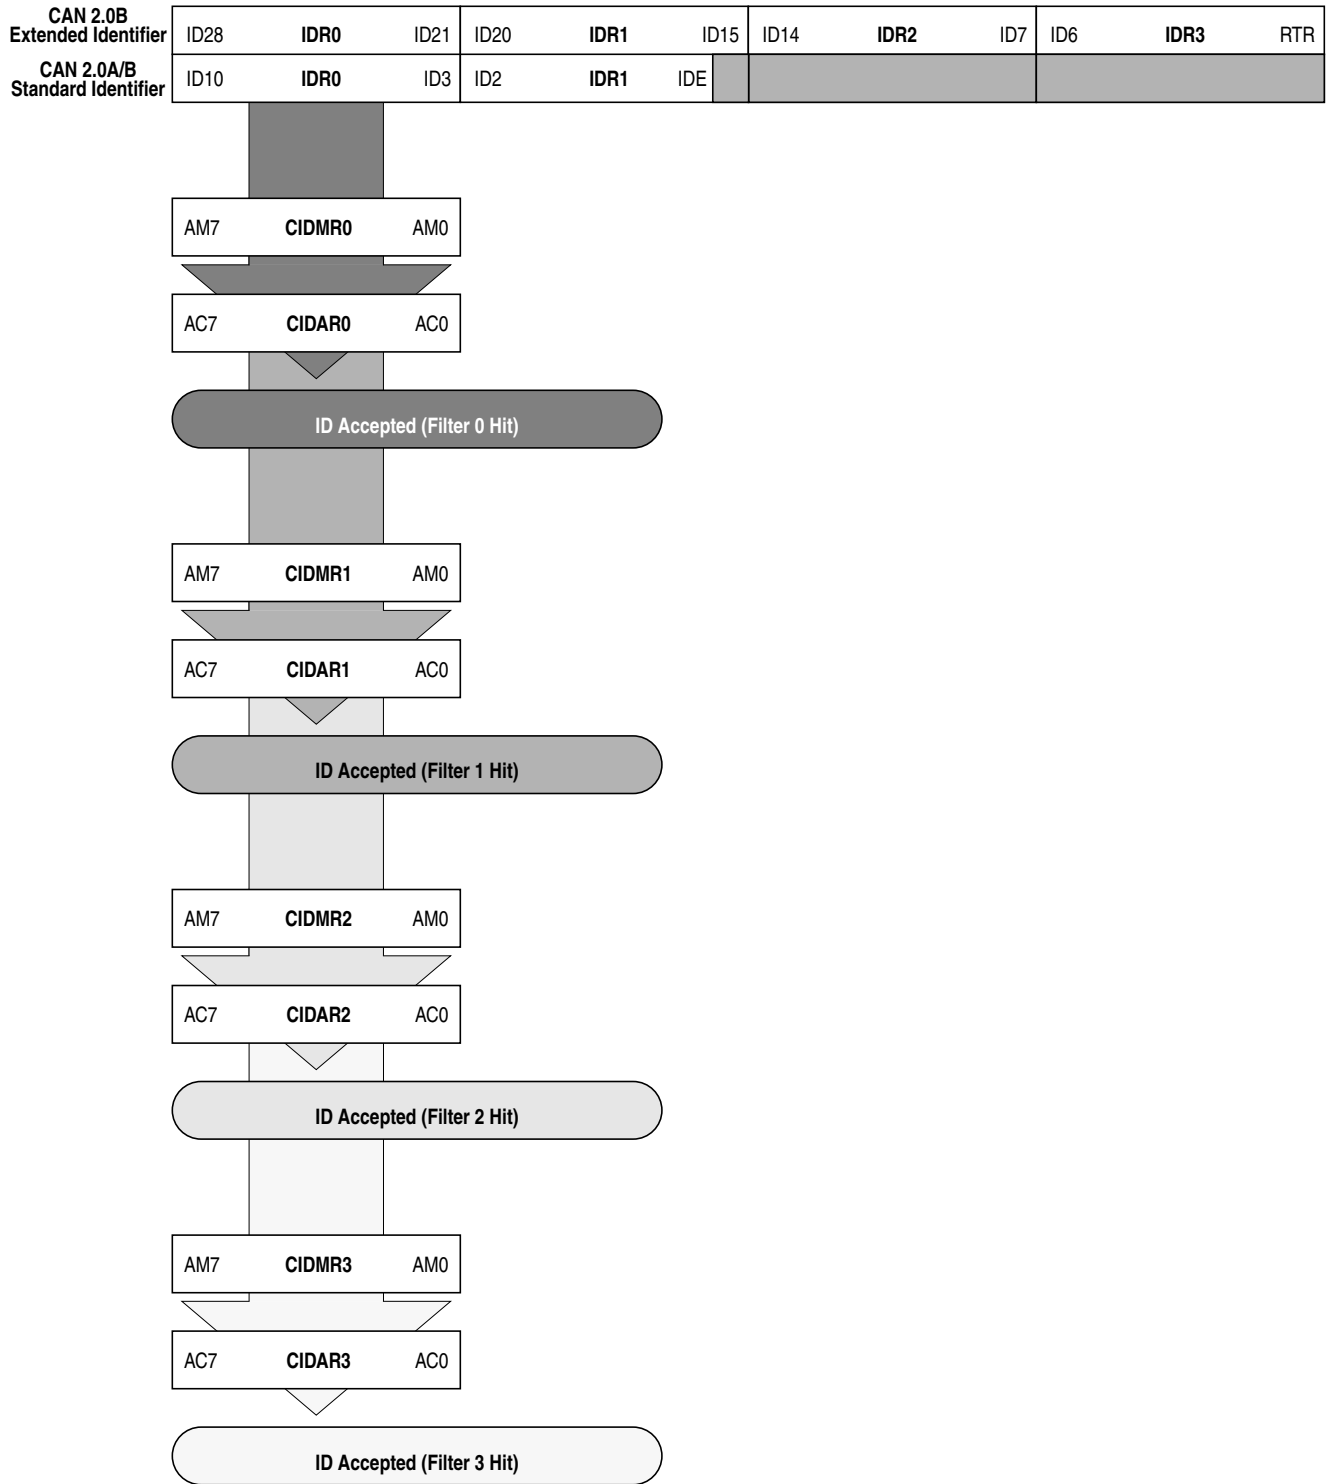 CAN 2.0B
Extended Identifier ID28 IDR0 ID21 ID20 IDR1 ID15 ID14 IDR2 ID7 ID6 IDR3 RTR
CAN 2.0A/B
Standard Identifier ID10 IDR0 ID3 ID2 IDR1 IDE
AM7 CIDMR0 AM0
AC7 CIDAR0 AC0
ID Accepted (Filter 0 Hit)
AM7 CIDMR1 AM0
AC7 CIDAR1 AC0
ID Accepted (Filter 1 Hit)
AM7 CIDMR2 AM0
AC7 CIDAR2 AC0
ID Accepted (Filter 2 Hit)
AM7 CIDMR3 AM0
AC7 CIDAR3 AC0
ID Accepted (Filter 3 Hit)